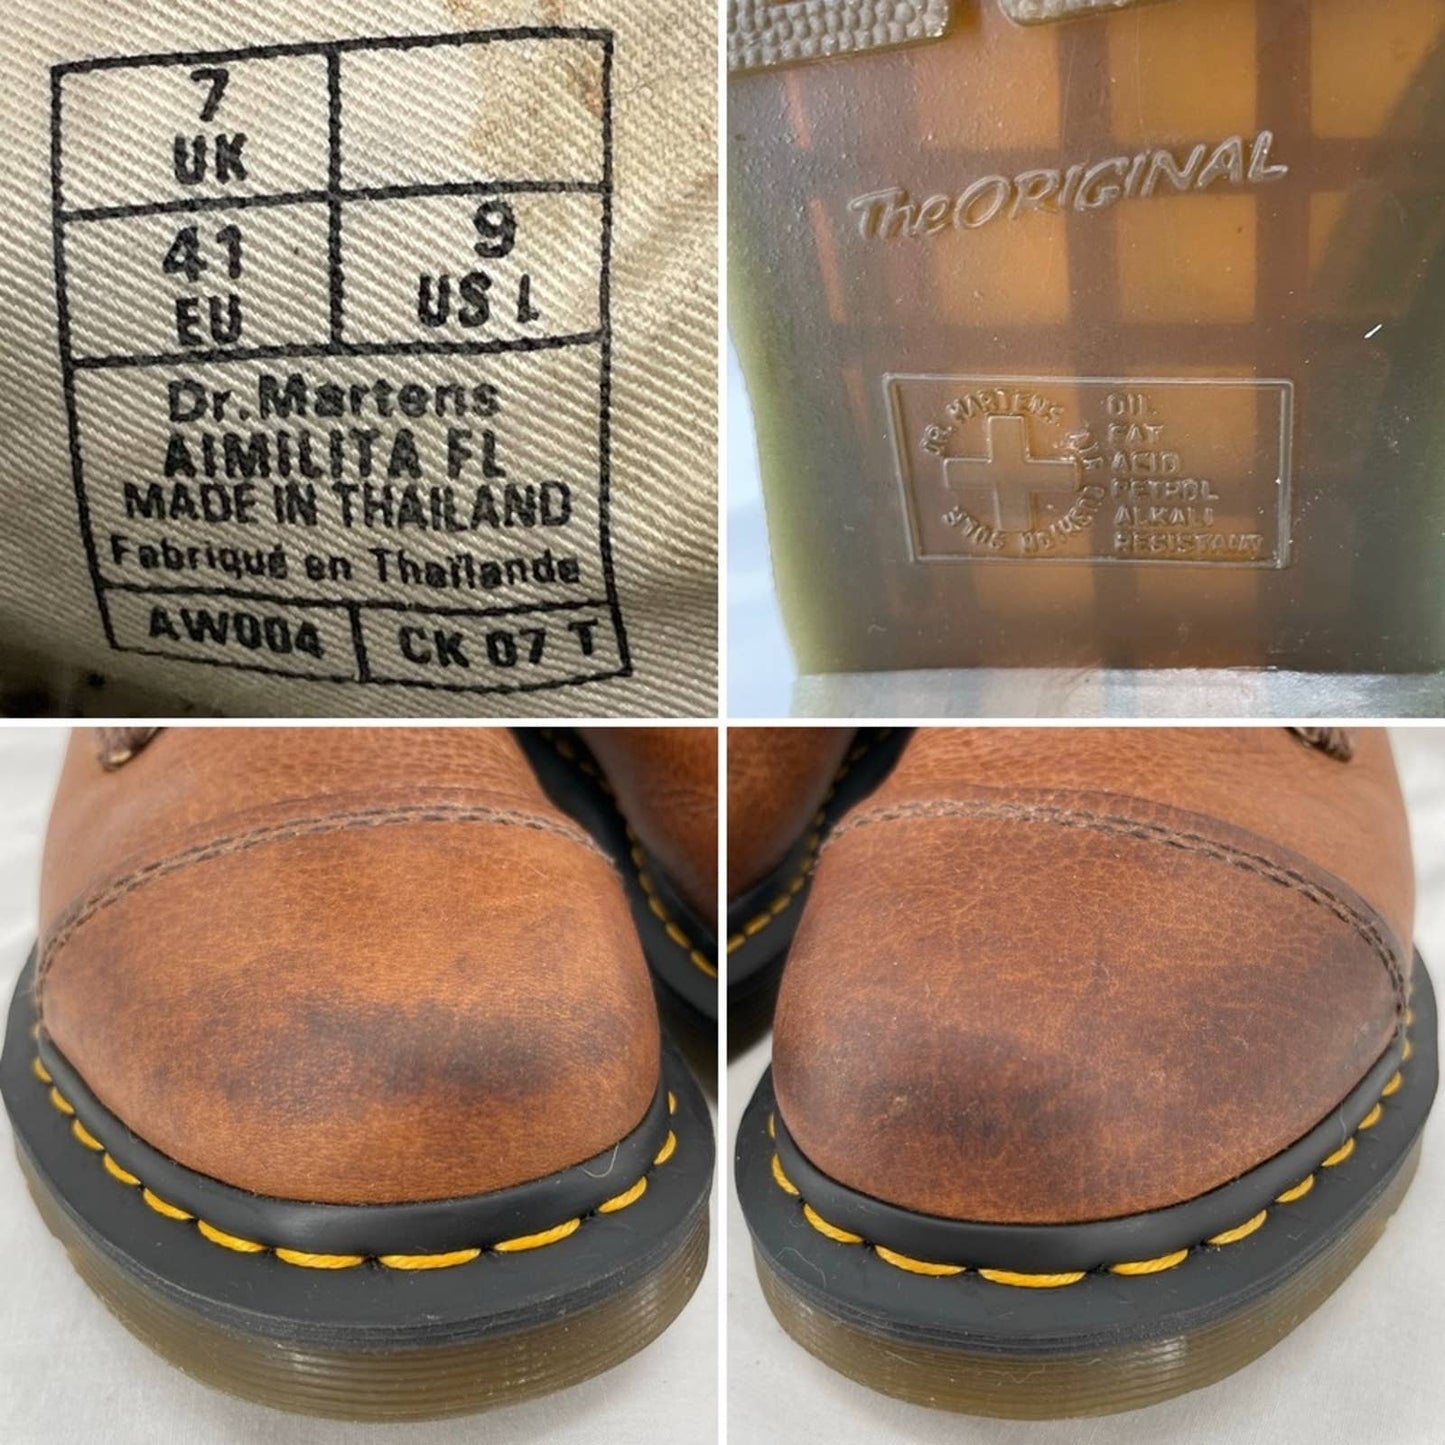 7
UK
41
EU
9
US L
Dr. Martens
AIMILITA FL
MADE IN THAILAND
Fabriqué en Thaïlande
AW004
CK 07 T
The ORIGINAL
DR. MARTENS
AIR CUSHION SOLE
OIL
FAT
ACID
PETROL
ALKALI
RESISTANT